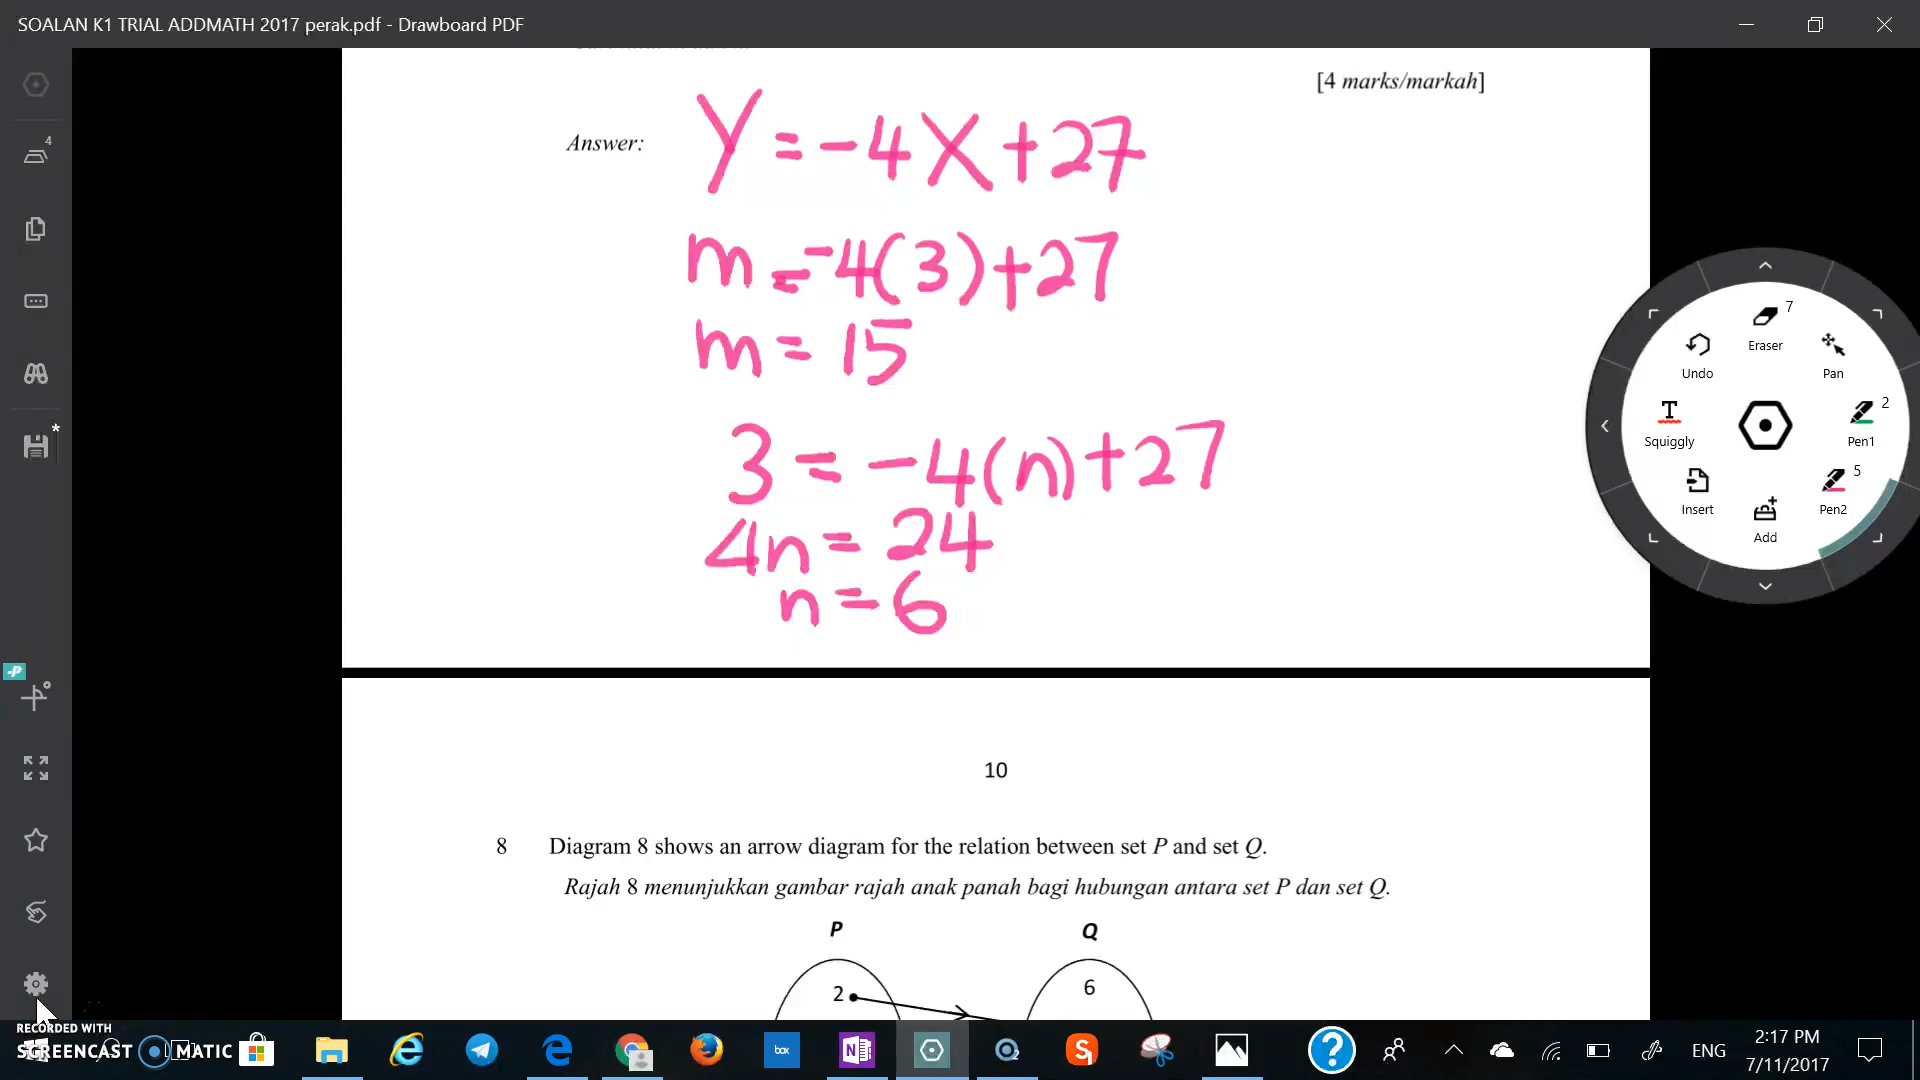 SOALAN K1 TRIAL ADDMATH 2017 perak.pdf - Drawboard PDF
[4 marks/markah]
Answer:
Y = -4X + 27
m = -4(3) + 27
m = 15
3 = -4(n) + 27
4n = 24
n = 6
10
8 Diagram 8 shows an arrow diagram for the relation between set P and set Q.
Rajah 8 menunjukkan gambar rajah anak panah bagi hubungan antara set P dan set Q.
P Q
2 6
4
7
Eraser
Undo
Pan
Squiggly
2
Pen1
Insert
5
Pen2
Add
RECORDED WITH
SCREENCAST MATIC
box
ENG
2:17 PM
7/11/2017